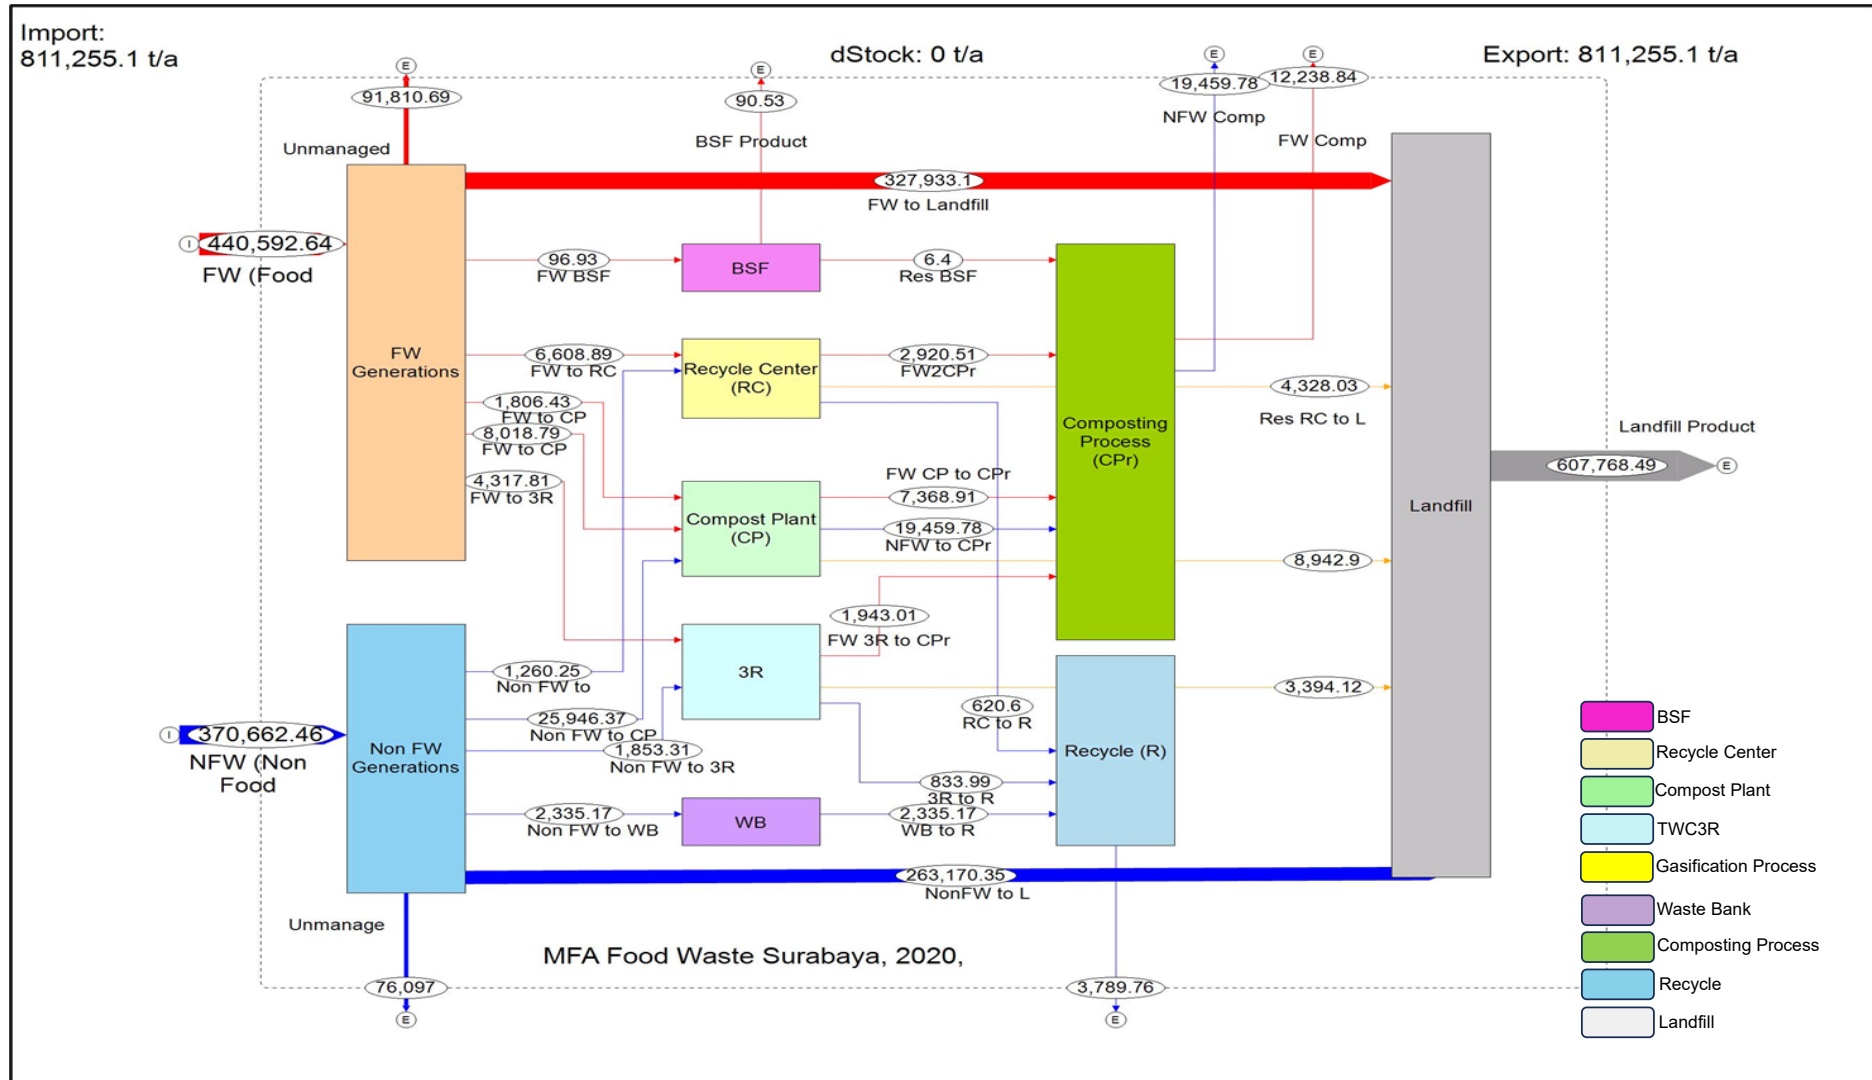 Import:
811,255.1 t/a
dStock: 0 t/a
Export: 811,255.1 t/a
E
91,810.69
Unmanaged
E
90.53
BSF Product
E
19,459.78
NFW Comp
E
12,238.84
FW Comp
327,933.1
FW to Landfill
I
440,592.64
FW (Food
FW
Generations
96.93
FW BSF
BSF
6.4
Res BSF
6,608.89
FW to RC
Recycle Center
(RC)
2,920.51
FW2CPr
1,806.43
FW to CP
8,018.79
FW to CP
4,317.81
FW to 3R
Composting
Process
(CPr)
4,328.03
Res RC to L
Landfill Product
607,768.49
E
Landfill
Compost Plant
(CP)
FW CP to CPr
7,368.91
19,459.78
NFW to CPr
8,942.9
1,943.01
FW 3R to CPr
3R
3,394.12
1,260.25
Non FW to
25,946.37
Non FW to CP
1,853.31
Non FW to 3R
620.6
RC to R
I
370,662.46
NFW (Non
Food
Non FW
Generations
Recycle (R)
833.99
3R to R
2,335.17
Non FW to WB
WB
2,335.17
WB to R
263,170.35
NonFW to L
Unmanage
76,097
E
3,789.76
E
MFA Food Waste Surabaya, 2020,
BSF
Recycle Center
Compost Plant
TWC3R
Gasification Process
Waste Bank
Composting Process
Recycle
Landfill